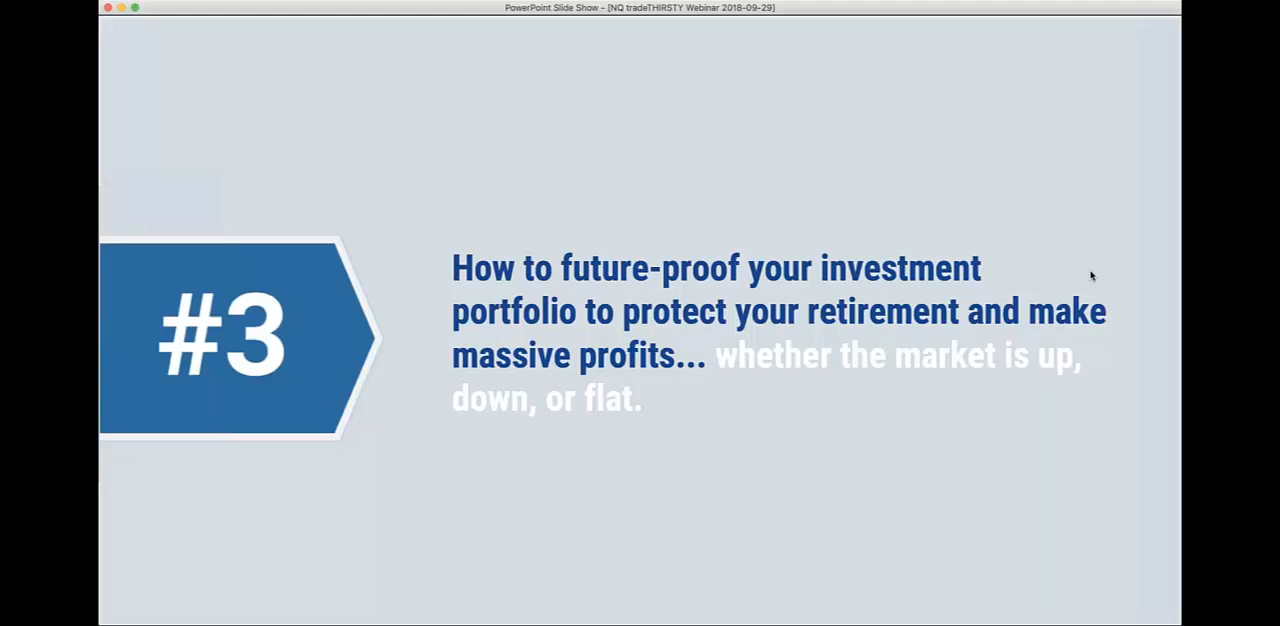 PowerPoint Slide Show - [NQ tradeTHIRSTY Webinar 2018-09-29]
#3
How to future-proof your investment
portfolio to protect your retirement and make
massive profits... whether the market is up,
down, or flat.